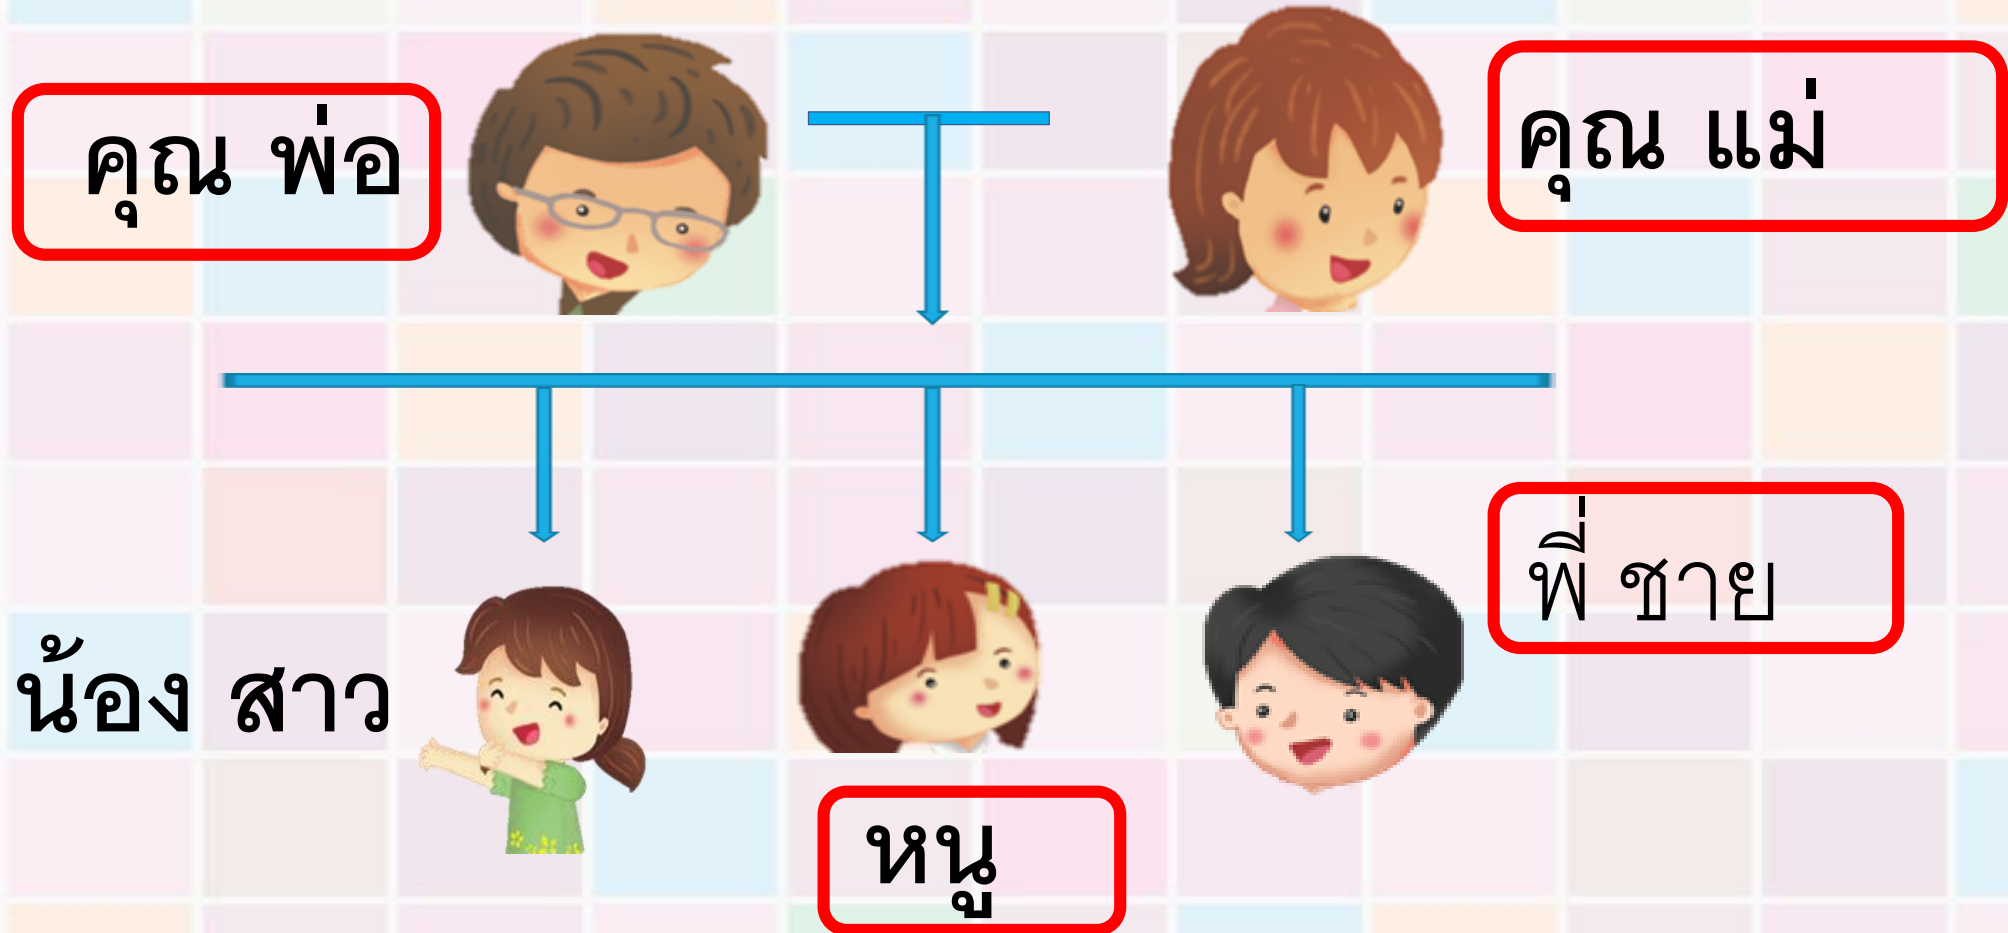 คุณ พ่อ
คุณ แม่
พี่ ชาย
น้อง สาว
หนู